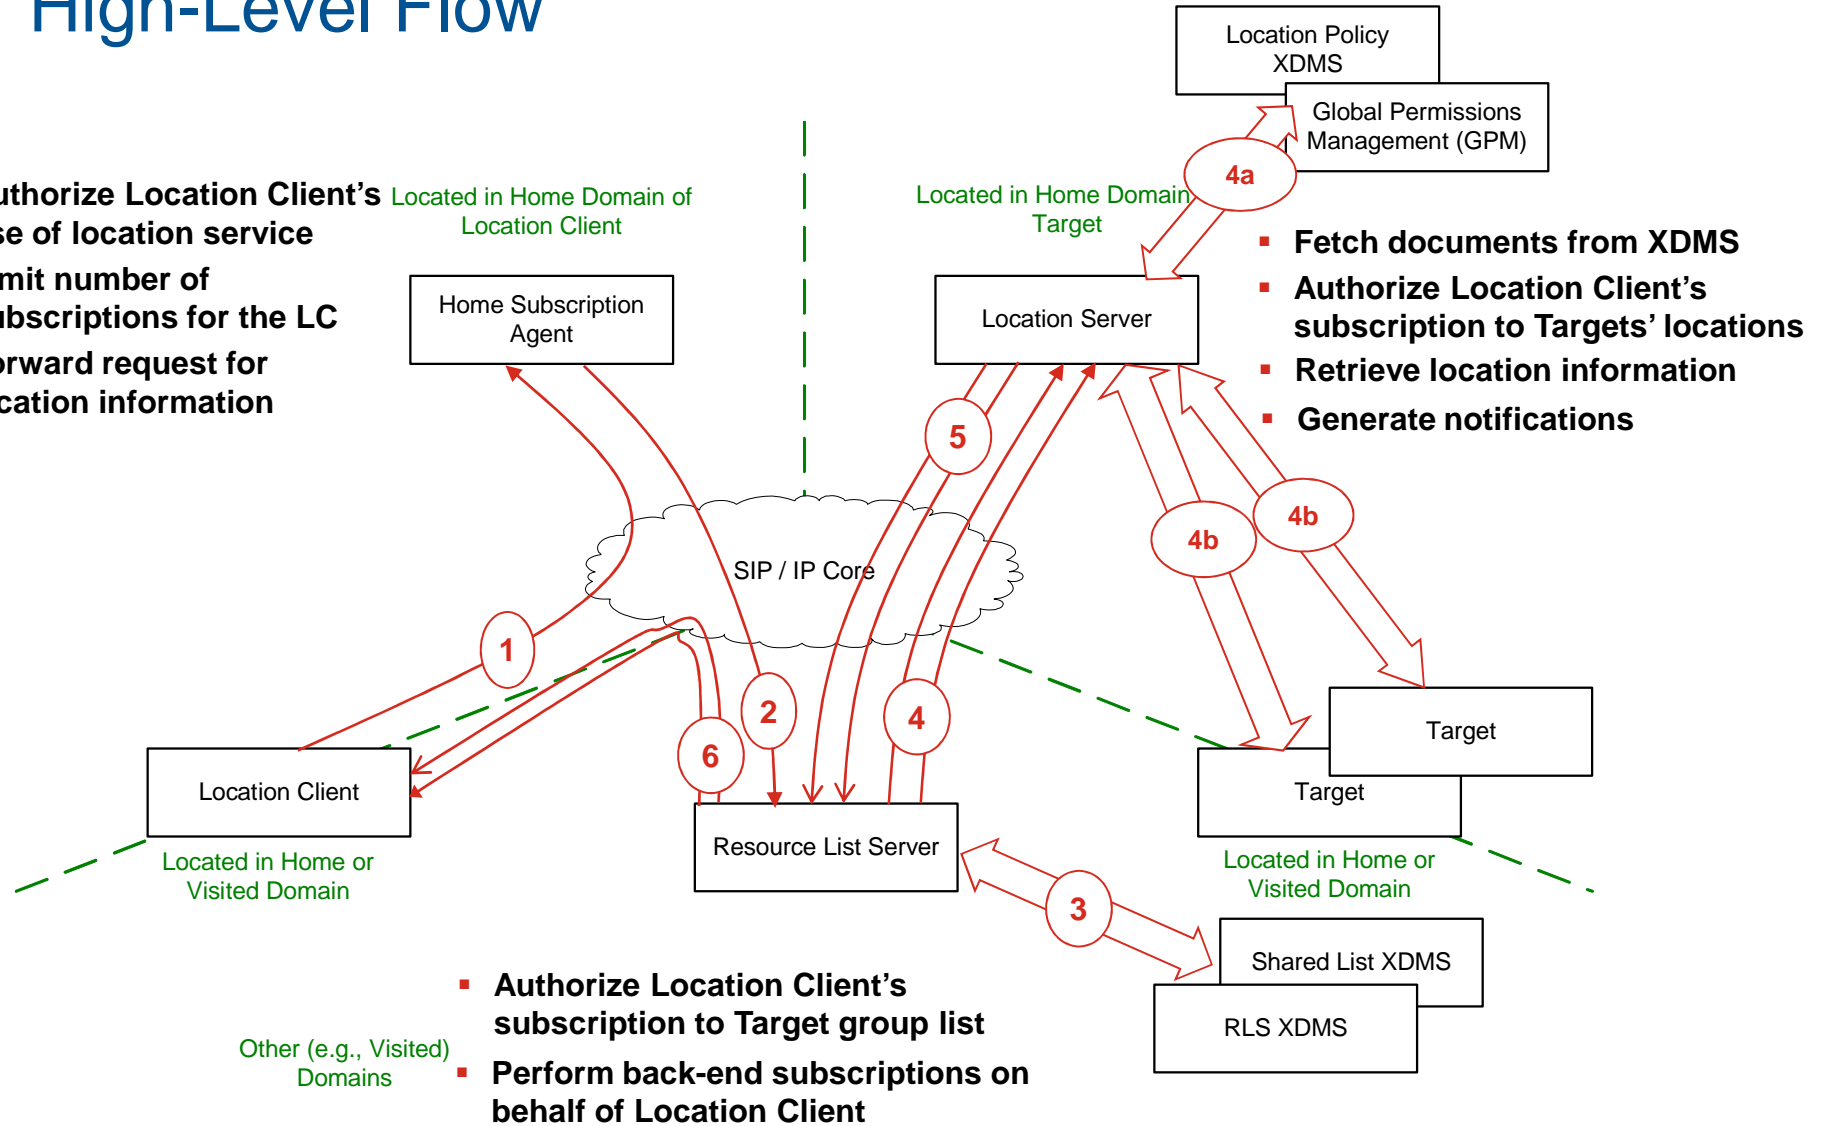 High-Level Flow
Location Policy
XDMS
Global Permissions
Management (GPM)
4a
uthorize Location Client's
se of location service
mit number of
ubscriptions for the LC
orward request for
cation information
Located in Home Domain of
Location Client
Located in Home Domain
Target
Home Subscription
Agent
Location Server
▪ Fetch documents from XDMS
▪ Authorize Location Client's
subscription to Targets' locations
▪ Retrieve location information
▪ Generate notifications
5
4b
4b
SIP / IP Core
1
2
4
6
Target
Target
Location Client
Resource List Server
Located in Home or
Visited Domain
Located in Home or
Visited Domain
3
Shared List XDMS
RLS XDMS
▪ Authorize Location Client's
subscription to Target group list
Other (e.g., Visited)
Domains
▪ Perform back-end subscriptions on
behalf of Location Client